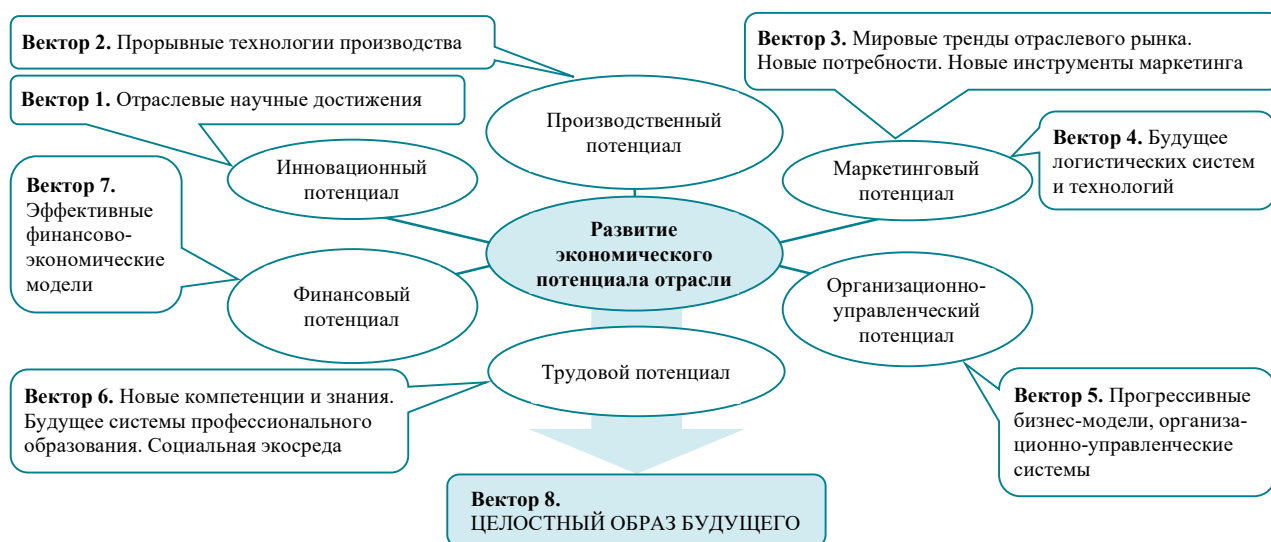 Вектор 2. Прорывные технологии производства
Вектор 3. Мировые тренды отраслевого рынка.
Новые потребности. Новые инструменты маркетинга
Вектор 1. Отраслевые научные достижения
Производственный
потенциал
Вектор 4. Будущее
логистических систем
и технологий
Инновационный
потенциал
Маркетинговый
потенциал
Вектор 7.
Эффективные
финансово-
экономические
модели
Развитие
экономического
потенциала отрасли
Финансовый
потенциал
Организационно-
управленческий
потенциал
Трудовой потенциал
Вектор 6. Новые компетенции и знания.
Будущее системы профессионального
образования. Социальная экосреда
Вектор 5. Прогрессивные
бизнес-модели, организа-
ционно-управленческие
системы
Вектор 8.
ЦЕЛОСТНЫЙ ОБРАЗ БУДУЩЕГО